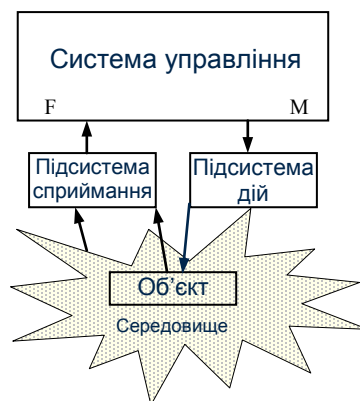 Система управління
F M
Підсистема сприймання
Підсистема дій
Об’єкт
Середовище